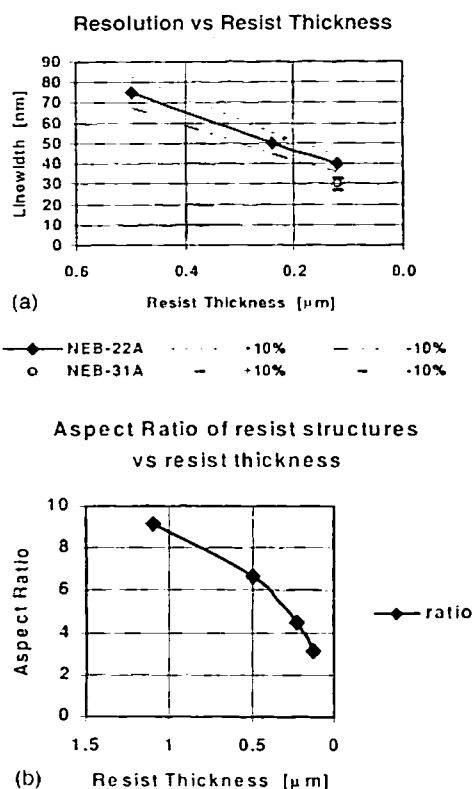 Resolution vs Resist Thickness
90
80
70
60
50
40
30
20
10
0
Linewidth [nm]
0.6 0.4 0.2 0.0
(a) Resist Thickness [μm]
NEB-22A +10% -10%
NEB-31A +10% -10%
Aspect Ratio of resist structures
vs resist thickness
10
8
6
4
2
0
Aspect Ratio
ratio
1.5 1 0.5 0
(b) Resist Thickness [μm]